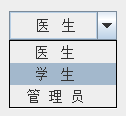 医 生
医 生
学 生
管 理 员